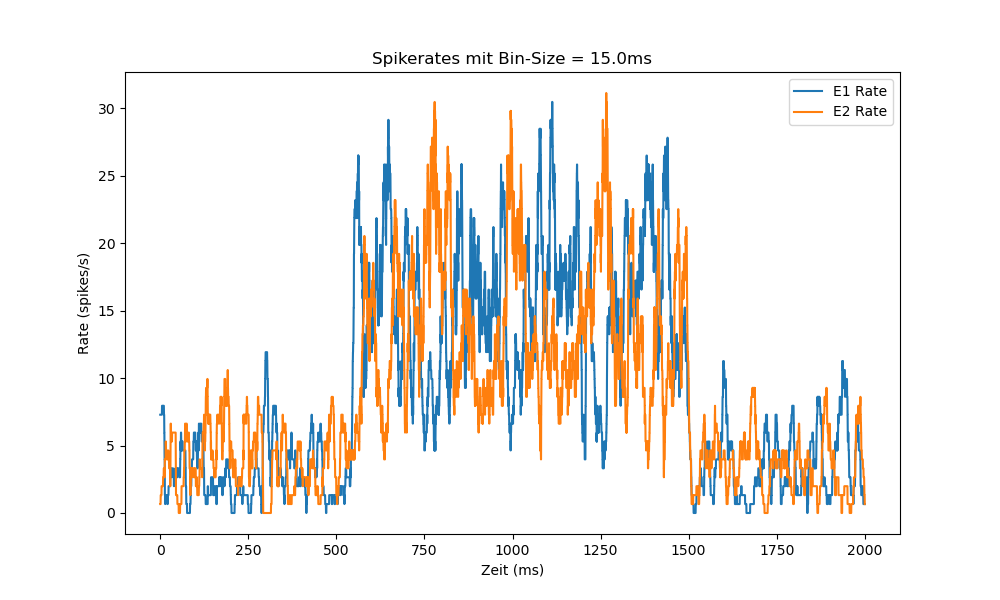 Spikerates mit Bin-Size = 15.0ms
E1 Rate
E2 Rate
30
25
20
15
10
5
0
Rate (spikes/s)
0 250 500 750 1000 1250 1500 1750 2000
Zeit (ms)